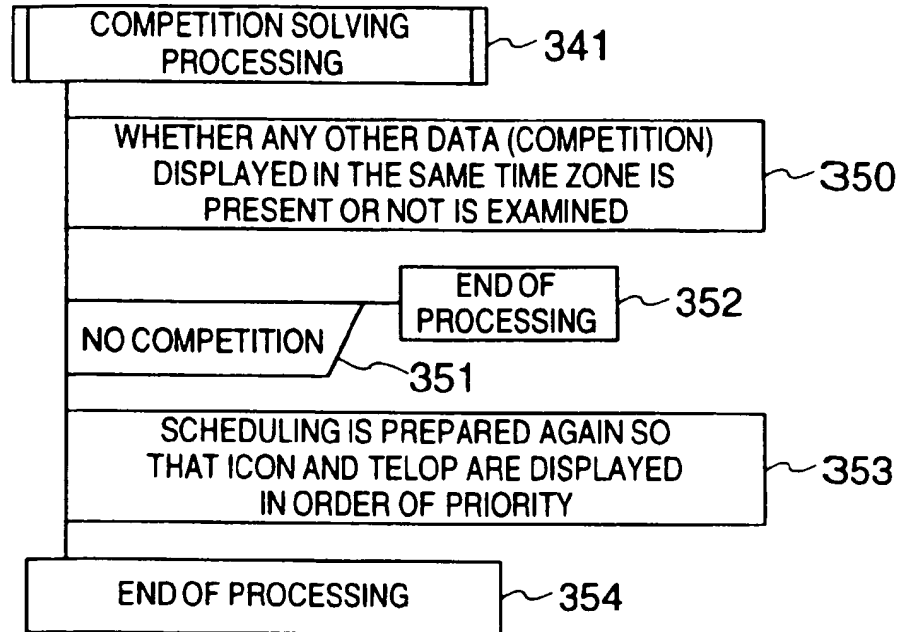 COMPETITION SOLVING
PROCESSING
341
WHETHER ANY OTHER DATA (COMPETITION)
DISPLAYED IN THE SAME TIME ZONE IS
PRESENT OR NOT IS EXAMINED
350
END OF
PROCESSING
352
NO COMPETITION
351
SCHEDULING IS PREPARED AGAIN SO
THAT ICON AND TELOP ARE DISPLAYED
IN ORDER OF PRIORITY
353
END OF PROCESSING
354